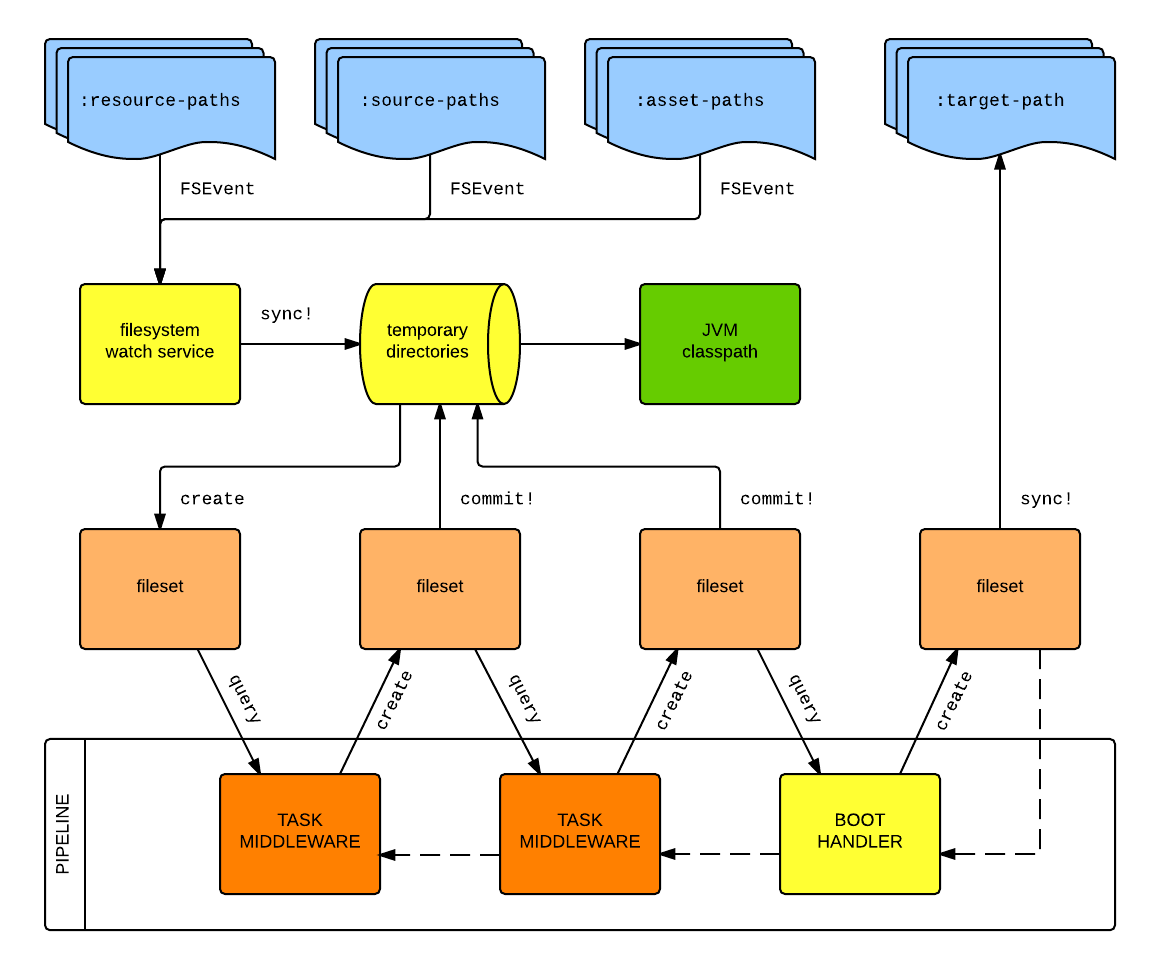 :resource-paths
:source-paths
:asset-paths
:target-path
FSEvent
FSEvent
FSEvent
filesystem
watch service
sync!
temporary
directories
JVM
classpath
create
commit!
commit!
sync!
fileset
fileset
fileset
fileset
query
create
query
create
query
create
PIPELINE
TASK
MIDDLEWARE
TASK
MIDDLEWARE
BOOT
HANDLER